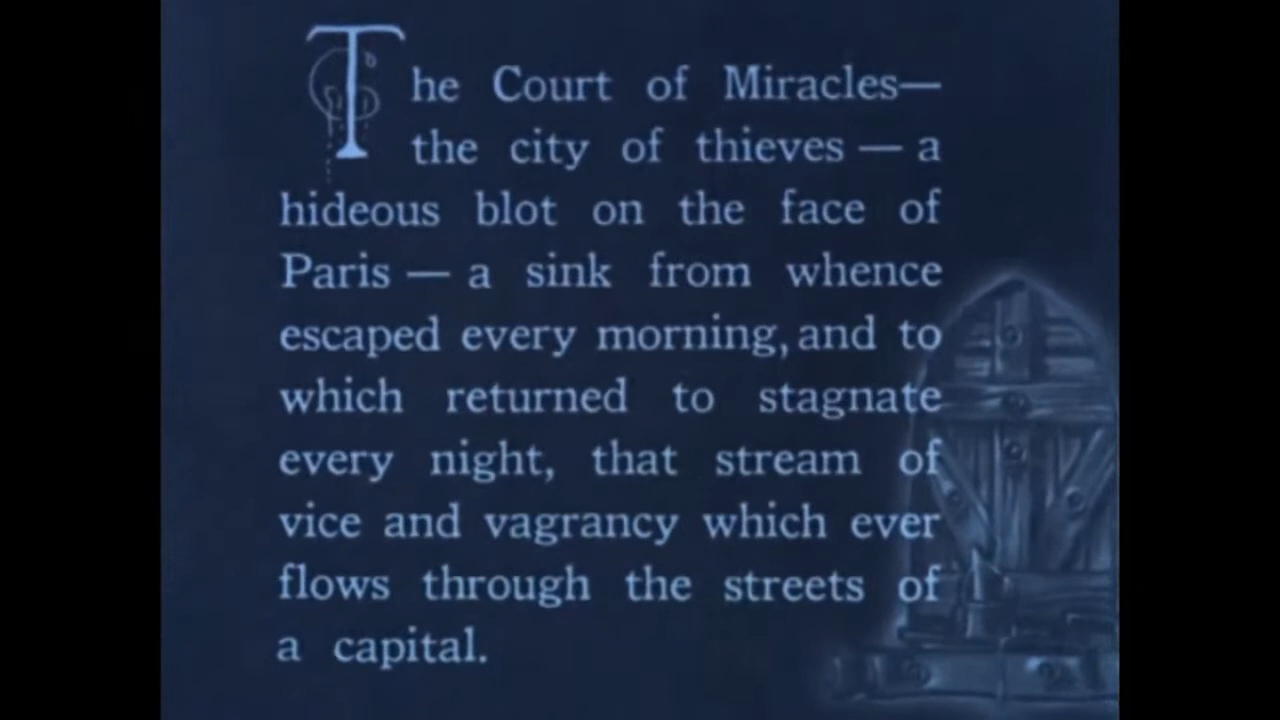 The Court of Miracles—
the city of thieves — a
hideous blot on the face of
Paris — a sink from whence
escaped every morning, and to
which returned to stagnate
every night, that stream of
vice and vagrancy which ever
flows through the streets of
a capital.